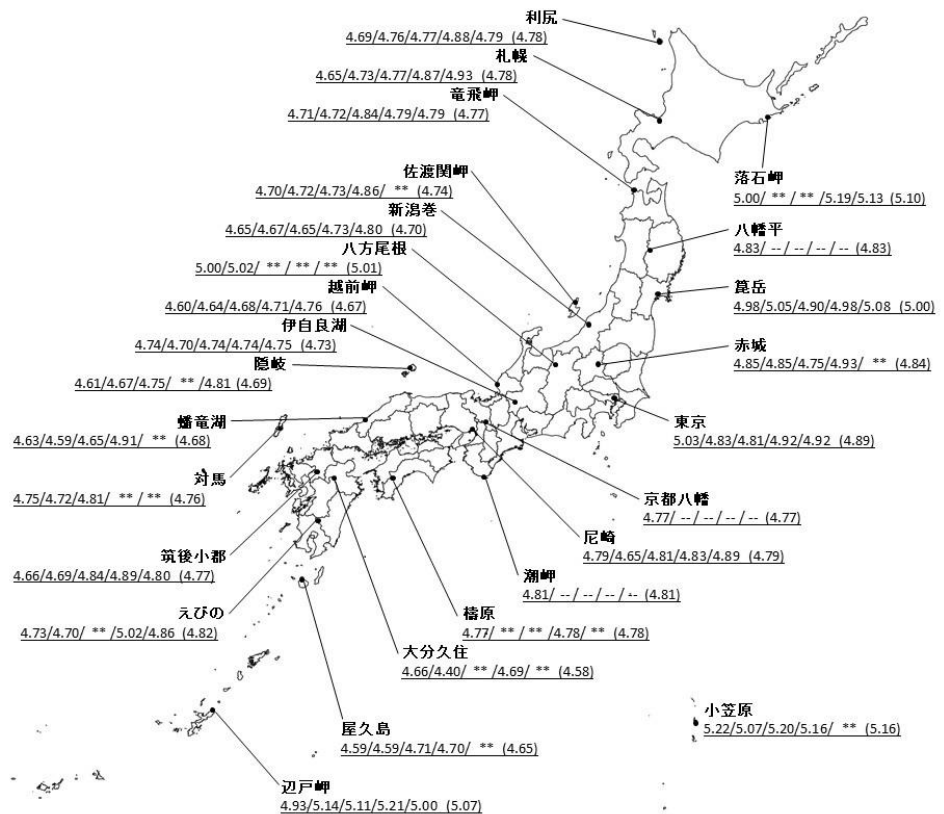 利尻
4.69/4.76/4.77/4.88/4.79 (4.78)
札幌
4.65/4.73/4.77/4.87/4.93 (4.78)
竜飛岬
4.71/4.72/4.84/4.79/4.79 (4.77)
落石岬
5.00/ ** / ** /5.19/5.13 (5.10)
佐渡関岬
4.70/4.72/4.73/4.86/ ** (4.74)
八幡平
4.83/ -- / -- / -- / -- (4.83)
新潟巻
4.65/4.67/4.65/4.73/4.80 (4.70)
八方尾根
5.00/5.02/ ** / ** / ** (5.01)
箆岳
4.98/5.05/4.90/4.98/5.08 (5.00)
越前岬
4.60/4.64/4.68/4.71/4.76 (4.67)
伊自良湖
4.74/4.70/4.74/4.74/4.75 (4.73)
赤城
4.85/4.85/4.75/4.93/ ** (4.84)
隠岐
4.61/4.67/4.75/ ** /4.81 (4.69)
蟠竜湖
4.63/4.59/4.65/4.91/ ** (4.68)
東京
5.03/4.83/4.81/4.92/4.92 (4.89)
対馬
4.75/4.72/4.81/ ** / ** (4.76)
京都八幡
4.77/ -- / -- / -- / -- (4.77)
尼崎
4.79/4.65/4.81/4.83/4.89 (4.79)
筑後小郡
4.66/4.69/4.84/4.89/4.80 (4.77)
潮岬
4.81/ -- / -- / -- / -- (4.81)
えびの
4.73/4.70/ ** /5.02/4.86 (4.82)
檮原
4.77/ ** / ** /4.78/ ** (4.78)
大分久住
4.66/4.40/ ** /4.69/ ** (4.58)
小笠原
5.22/5.07/5.20/5.16/ ** (5.16)
屋久島
4.59/4.59/4.71/4.70/ ** (4.65)
辺戸岬
4.93/5.14/5.11/5.21/5.00 (5.07)